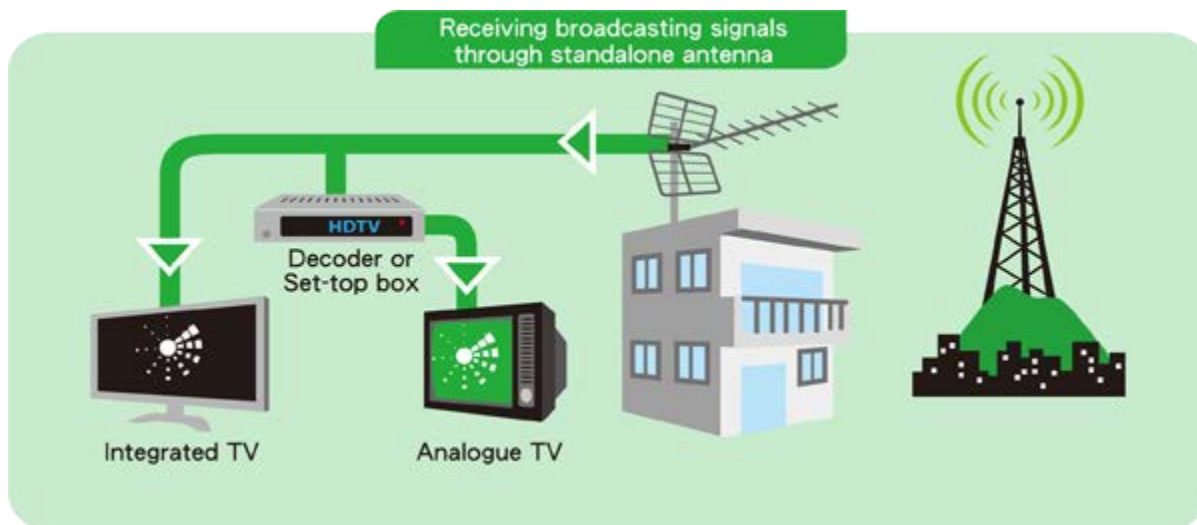 Receiving broadcasting signals
through standalone antenna
HDTV
Decoder or
Set-top box
Integrated TV
Analogue TV